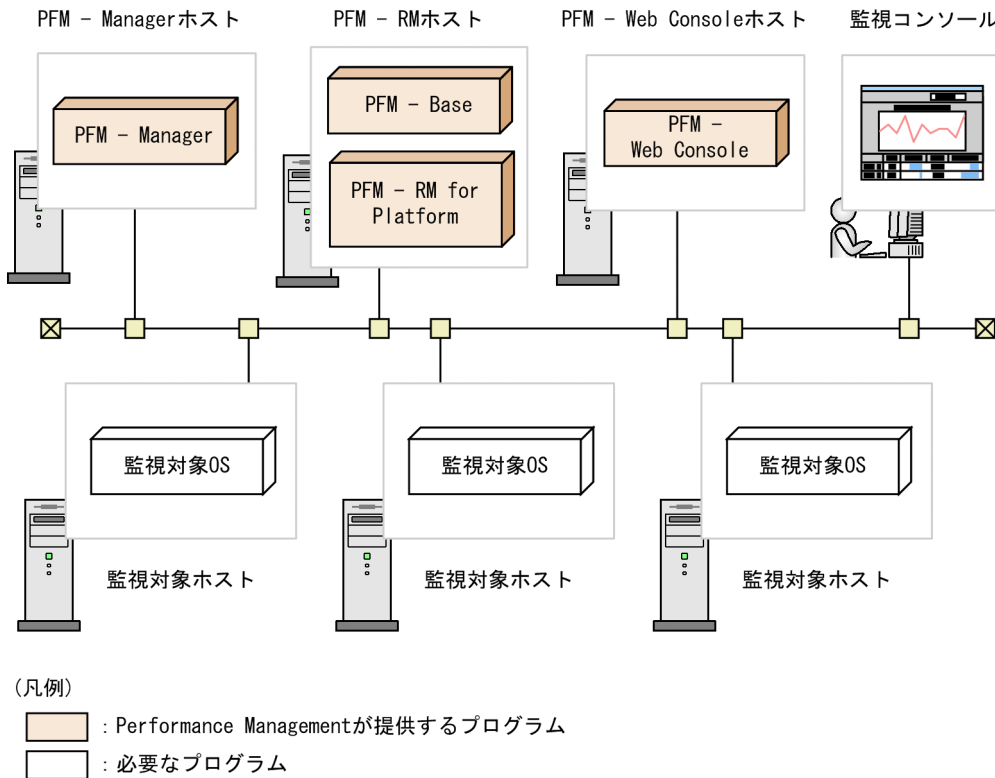 PFM - Managerホスト
PFM - RMホスト
PFM - Web Consoleホスト
監視コンソール
PFM - Manager
PFM - Base
PFM - RM for
Platform
PFM -
Web Console
監視対象OS
監視対象OS
監視対象OS
監視対象ホスト
監視対象ホスト
監視対象ホスト
(凡例)
：Performance Managementが提供するプログラム
：必要なプログラム